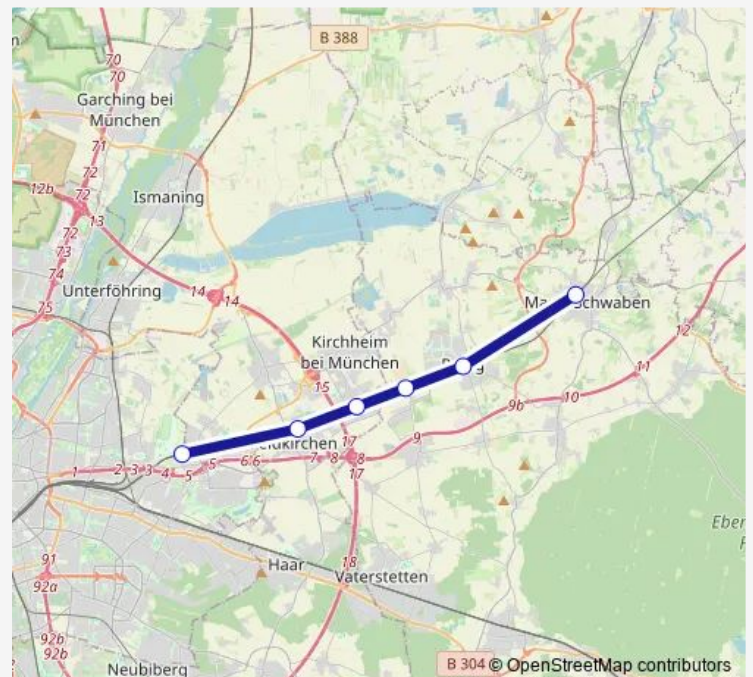 B 388
70
70
Garching bei
München
71
72
12b
72
13
Ismaning
72
73
74
Unterföhring
14
14
75
Kirchheim
bei München
15
12
11
10
9b
9
17
8
8
17
7
6
6
5
5
4
3
3
2
1
91
92a
18
Haar
Vaterstetten
92b
92b
Neubiberg
B 304
© OpenStreetMap contributors